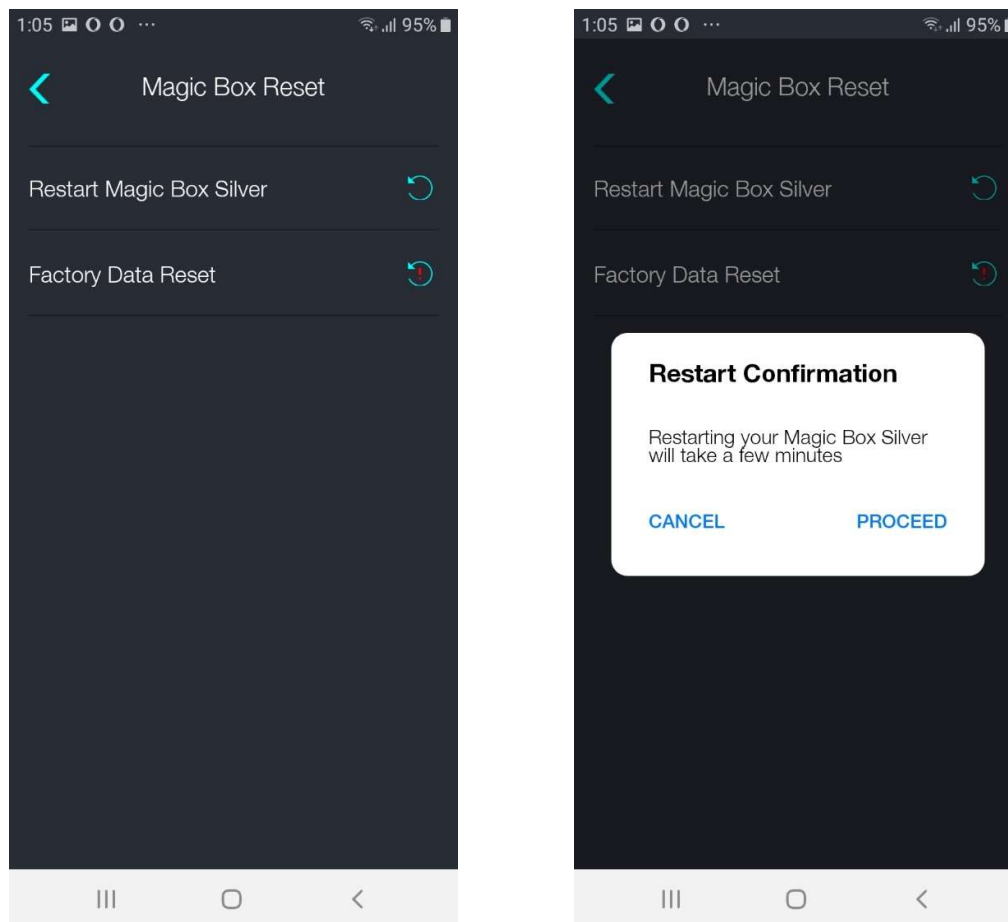 1:05 ... 95%
Magic Box Reset
Restart Magic Box Silver
Factory Data Reset
1:05 ... 95%
Magic Box Reset
Restart Magic Box Silver
Factory Data Reset
Restart Confirmation
Restarting your Magic Box Silver
will take a few minutes
CANCEL PROCEED